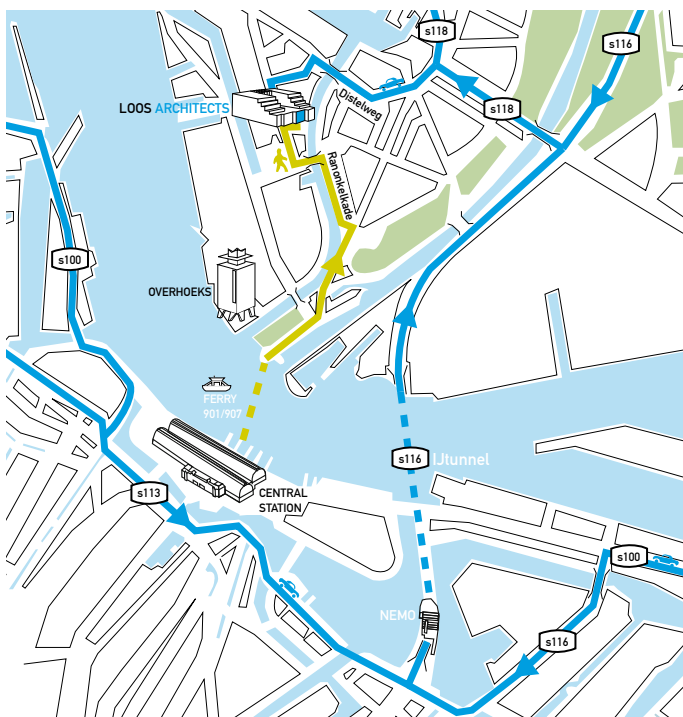 s118
s116
s118
Distelweg
LOOS ARCHITECTS
Ranonkelkade
s100
OVERHOEKS
FERRY
901/907
s116
IJtunnel
s113
CENTRAL
STATION
s100
NEMO
s116